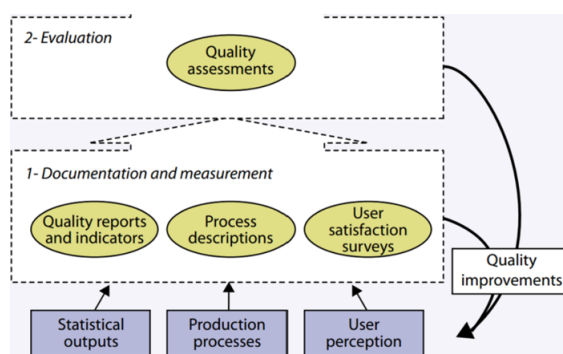 2- Evaluation
Quality
assessments
1- Documentation and measurement
Quality reports
and indicators
Process
descriptions
User
satisfaction
surveys
Quality
improvements
Statistical
outputs
Production
processes
User
perception